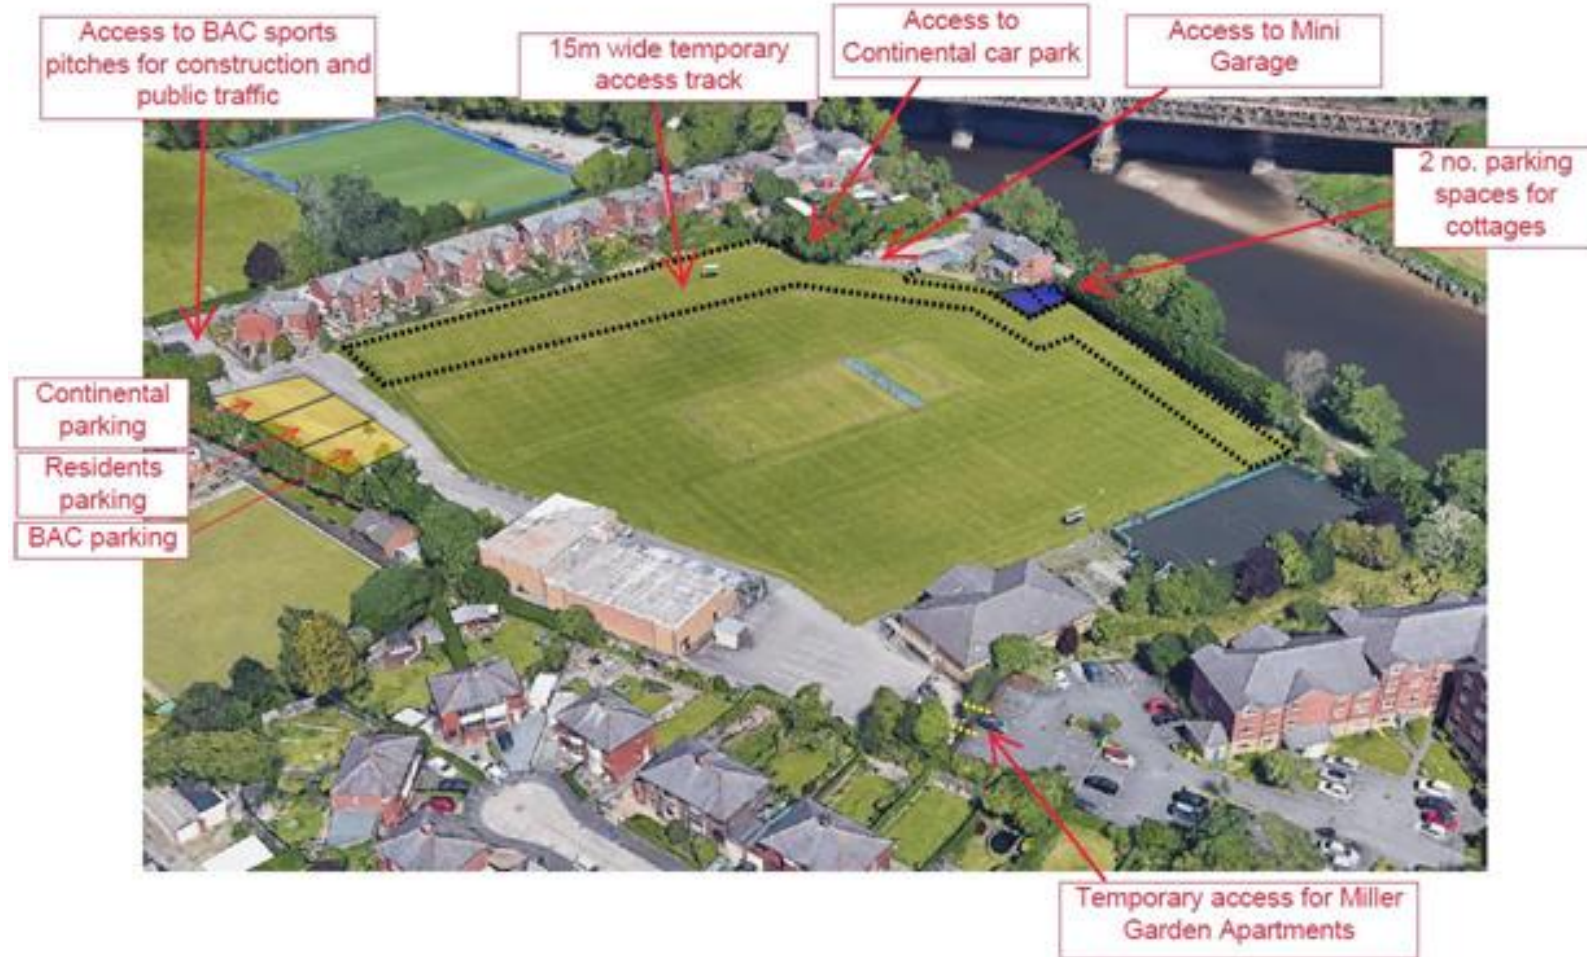 Access to BAC sports
pitches for construction and
public traffic
15m wide temporary
access track
Access to
Continental car park
Access to Mini
Garage
2 no. parking
spaces for
cottages
Continental
parking
Residents
parking
BAC parking
Temporary access for Miller
Garden Apartments